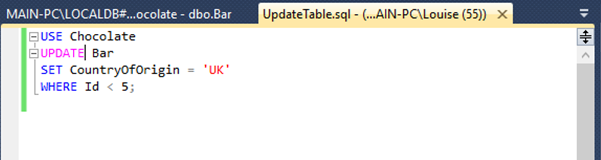 MAIN-PC\LOCALDB#...ocolate - dbo.Bar
UpdateTable.sql - (...AIN-PC\Louise (55))
USE Chocolate
UPDATE Bar
SET CountryOfOrigin = 'UK'
WHERE Id < 5;